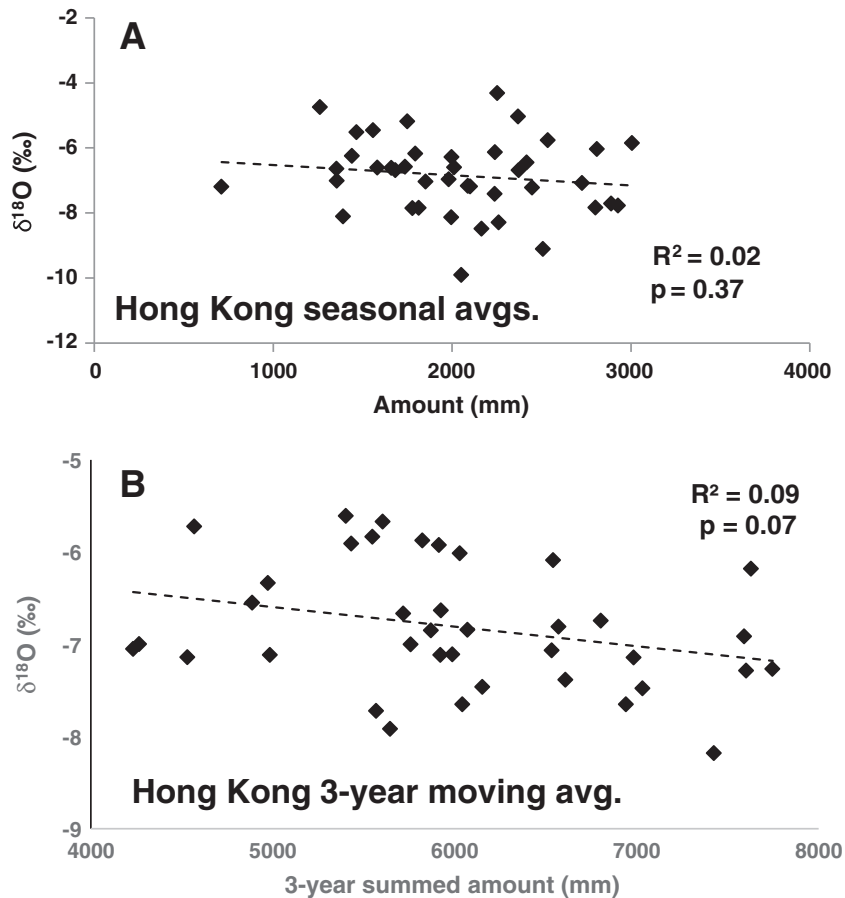 A
-2
-4
-6
-8
-10
-12
δ¹⁸O (‰)
R² = 0.02
p = 0.37
Hong Kong seasonal avgs.
0 1000 2000 3000 4000
Amount (mm)
B
-5
-6
-7
-8
-9
δ¹⁸O (‰)
R² = 0.09
p = 0.07
Hong Kong 3-year moving avg.
4000 5000 6000 7000 8000
3-year summed amount (mm)